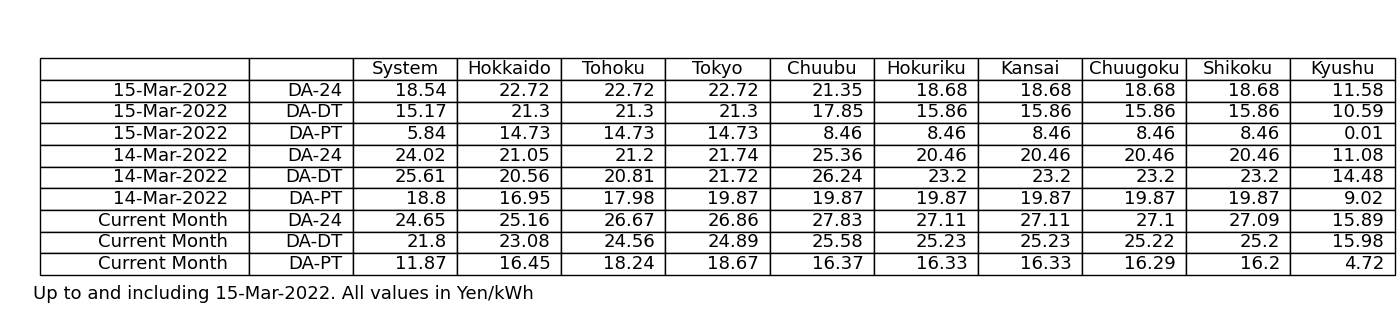 System Hokkaido Tohoku Tokyo Chuubu Hokuriku Kansai Chuugoku Shikoku Kyushu
15-Mar-2022 DA-24 18.54 22.72 22.72 22.72 21.35 18.68 18.68 18.68 18.68 11.58
15-Mar-2022 DA-DT 15.17 21.3 21.3 21.3 17.85 15.86 15.86 15.86 15.86 10.59
15-Mar-2022 DA-PT 5.84 14.73 14.73 14.73 8.46 8.46 8.46 8.46 8.46 0.01
14-Mar-2022 DA-24 24.02 21.05 21.2 21.74 25.36 20.46 20.46 20.46 20.46 11.08
14-Mar-2022 DA-DT 25.61 20.56 20.81 21.72 26.24 23.2 23.2 23.2 23.2 14.48
14-Mar-2022 DA-PT 18.8 16.95 17.98 19.87 19.87 19.87 19.87 19.87 19.87 9.02
Current Month DA-24 24.65 25.16 26.67 26.86 27.83 27.11 27.11 27.1 27.09 15.89
Current Month DA-DT 21.8 23.08 24.56 24.89 25.58 25.23 25.23 25.22 25.2 15.98
Current Month DA-PT 11.87 16.45 18.24 18.67 16.37 16.33 16.33 16.29 16.2 4.72
Up to and including 15-Mar-2022. All values in Yen/kWh